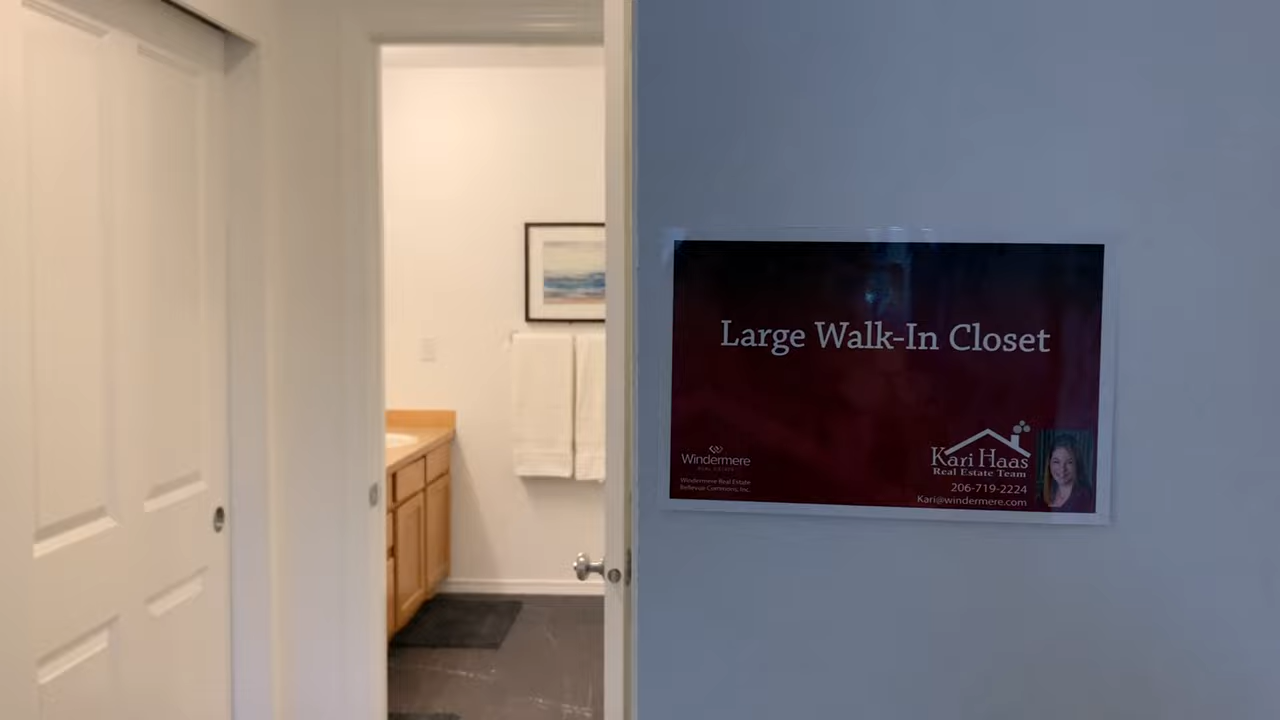 Large Walk-In Closet
Windermere
REAL ESTATE
Windermere Real Estate
Bellevue Commons, Inc.
Kari Haas
Real Estate Team
206-719-2224
Kari@windermere.com